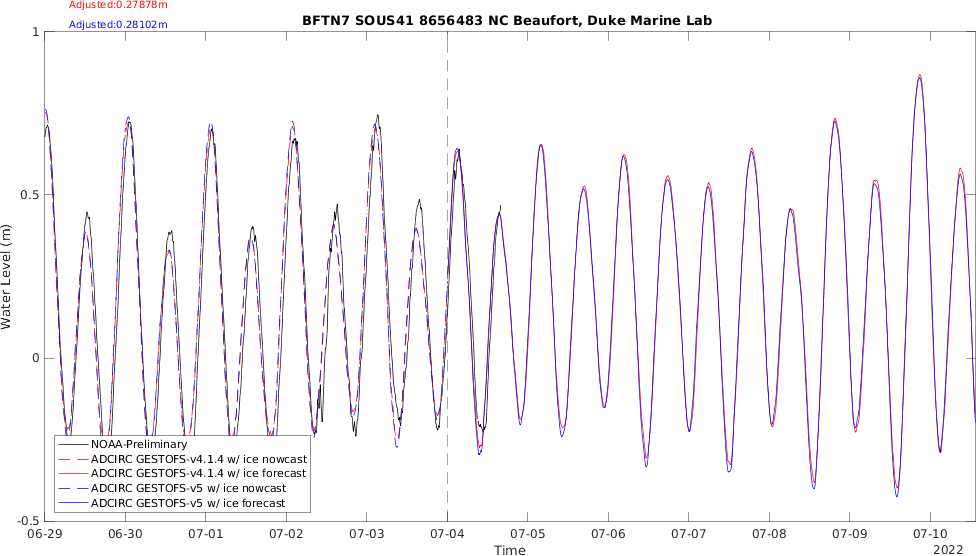 Adjusted:0.27878m
Adjusted:0.28102m
BFTN7 SOUS41 8656483 NC Beaufort, Duke Marine Lab
1
0.5
0
-0.5
Water Level (m)
NOAA-Preliminary
ADCIRC GESTOFS-v4.1.4 w/ ice nowcast
ADCIRC GESTOFS-v4.1.4 w/ ice forecast
ADCIRC GESTOFS-v5 w/ ice nowcast
ADCIRC GESTOFS-v5 w/ ice forecast
06-29 06-30 07-01 07-02 07-03 07-04 07-05 07-06 07-07 07-08 07-09 07-10
Time
2022